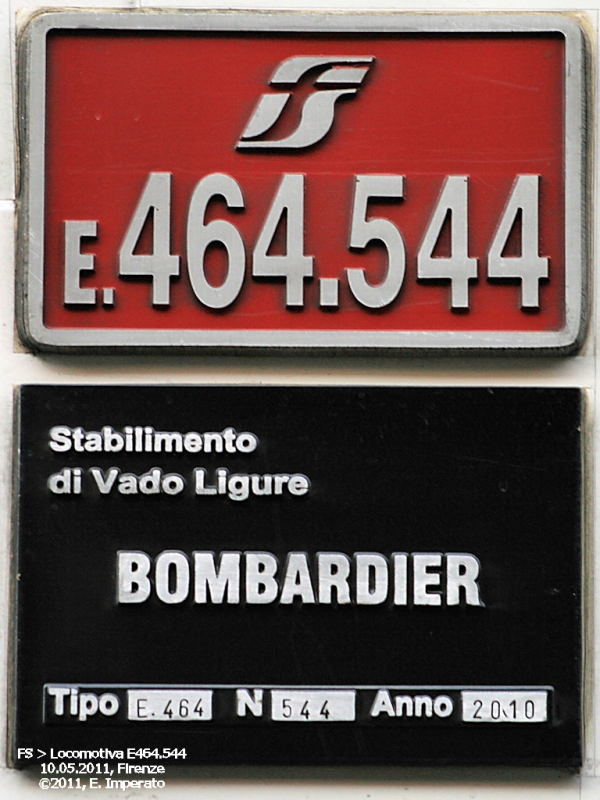 FS
E.464.544
Stabilimento
di Vado Ligure
BOMBARDIER
Tipo E.464 N 544 Anno 2010
FS > Locomotiva E464.544
10.05.2011, Firenze
©2011, E. Imperato